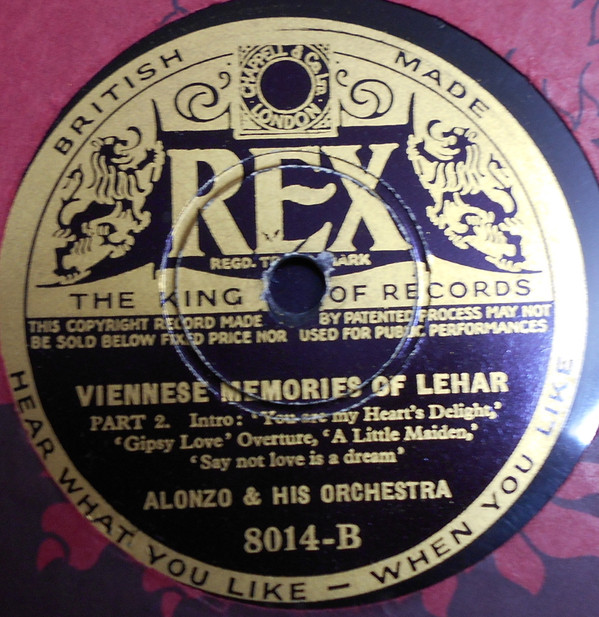 BRITISH MADE
CHAPPELL & Co. Ltd.
LONDON
REX
REGD. TRADE MARK
THE KING OF RECORDS
THIS COPYRIGHT RECORD MADE BY PATENTED PROCESS MAY NOT
BE SOLD BELOW FIXED PRICE NOR USED FOR PUBLIC PERFORMANCES
VIENNESE MEMORIES OF LEHAR
PART 2. Intro: ‘You are my Heart's Delight,’
‘Gipsy Love’ Overture, ‘A Little Maiden,’
‘Say not love is a dream’
ALONZO & HIS ORCHESTRA
8014-B
HEAR WHAT YOU LIKE — WHEN YOU LIKE